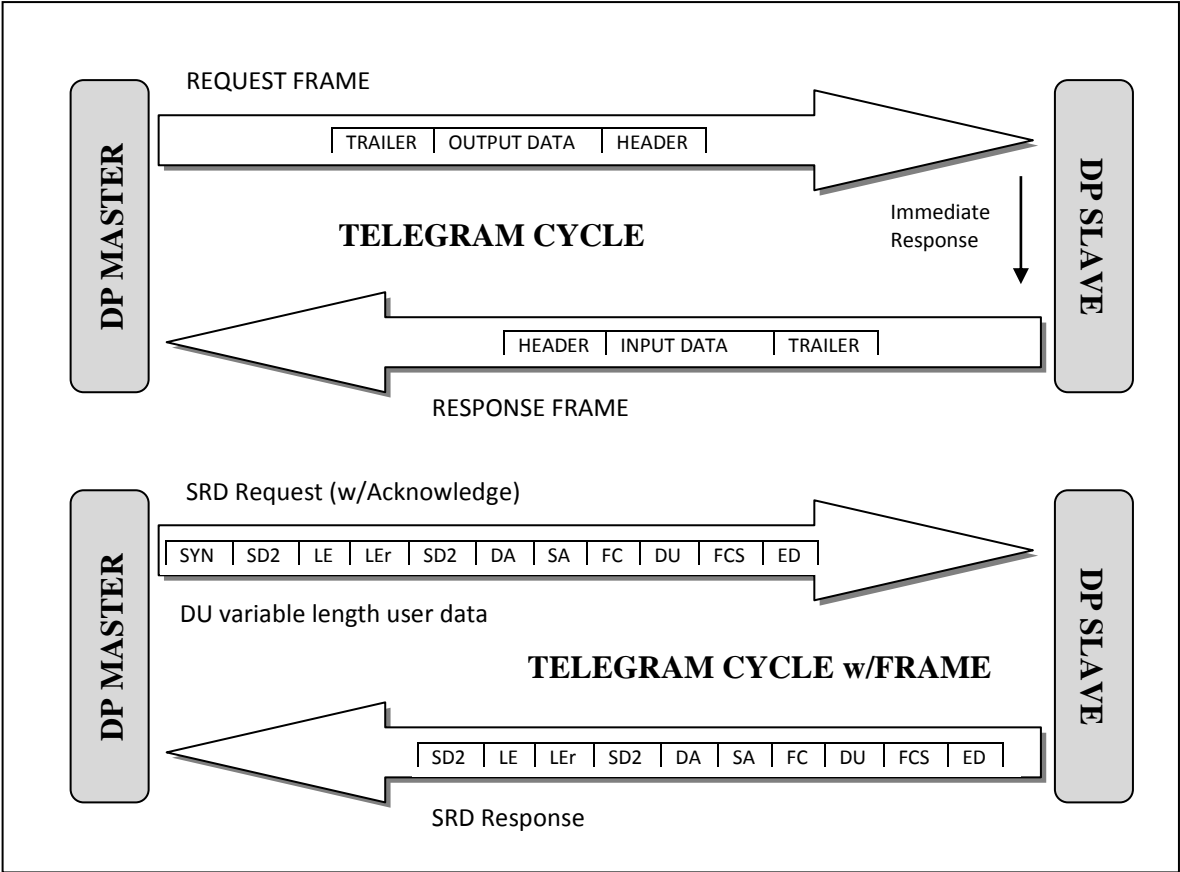 REQUEST FRAME
DP MASTER
TRAILER OUTPUT DATA HEADER
DP SLAVE
Immediate
Response
TELEGRAM CYCLE
HEADER INPUT DATA TRAILER
RESPONSE FRAME
SRD Request (w/Acknowledge)
DP MASTER
SYN SD2 LE LEr SD2 DA SA FC DU FCS ED
DP SLAVE
DU variable length user data
TELEGRAM CYCLE w/FRAME
SD2 LE LEr SD2 DA SA FC DU FCS ED
SRD Response